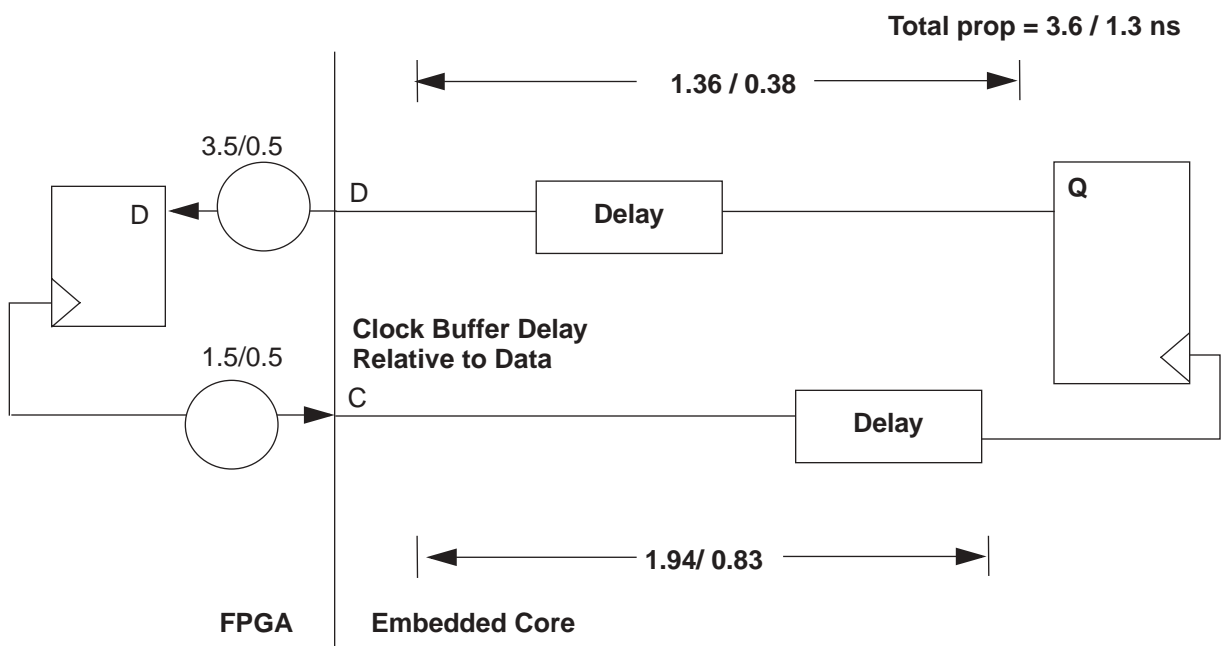 Total prop = 3.6 / 1.3 ns
1.36 / 0.38
3.5/0.5
D
D
Delay
Q
Clock Buffer Delay
Relative to Data
1.5/0.5
C
Delay
1.94/ 0.83
FPGA
Embedded Core